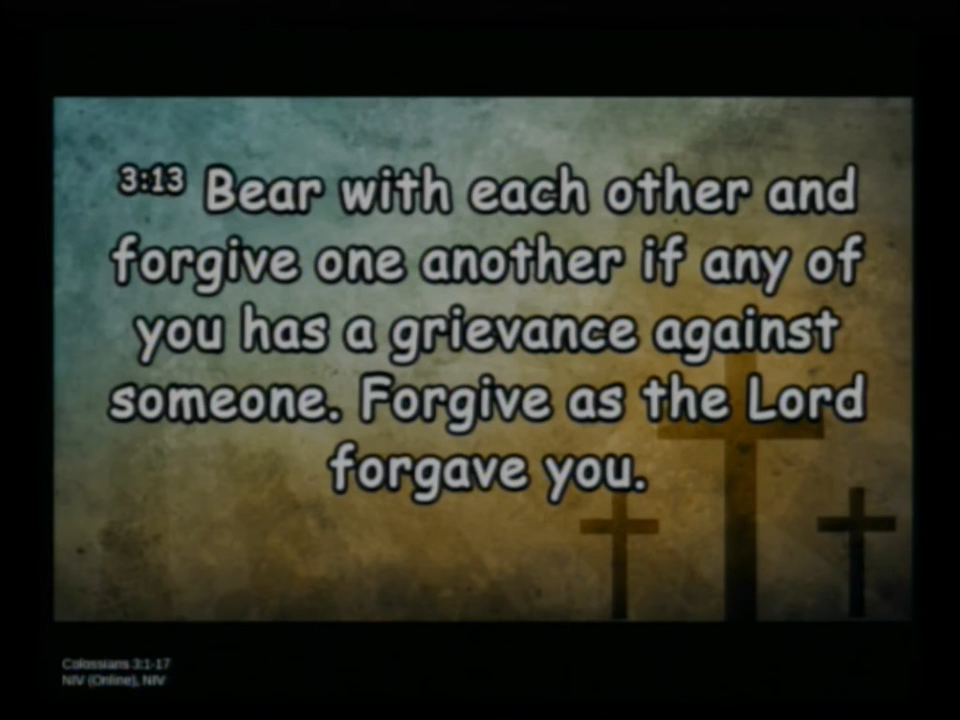 3:13 Bear with each other and
forgive one another if any of
you has a grievance against
someone. Forgive as the Lord
forgave you.
Colossians 3:1-17
NIV (Online), NIV